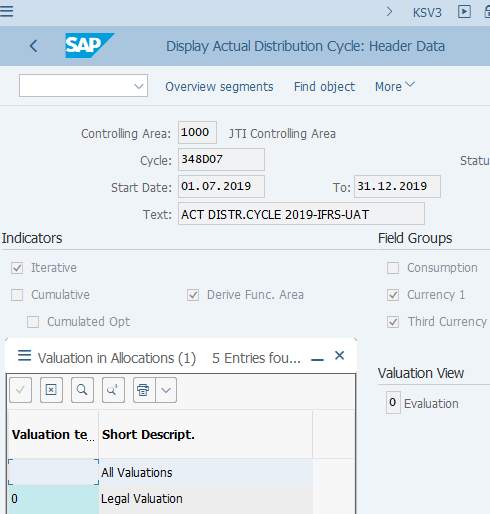 KSV3
SAP Display Actual Distribution Cycle: Header Data
Overview segments Find object More
Controlling Area: 1000 JTI Controlling Area
Cycle: 348D07 Statu
Start Date: 01.07.2019 To: 31.12.2019
Text: ACT DISTR.CYCLE 2019-IFRS-UAT
Indicators Field Groups
Iterative Consumption
Cumulative Derive Func. Area Currency 1
Cumulated Opt Third Currency
Valuation in Allocations (1) 5 Entries fou...
Valuation View
0 Evaluation
Valuation te... Short Descript.
All Valuations
0 Legal Valuation